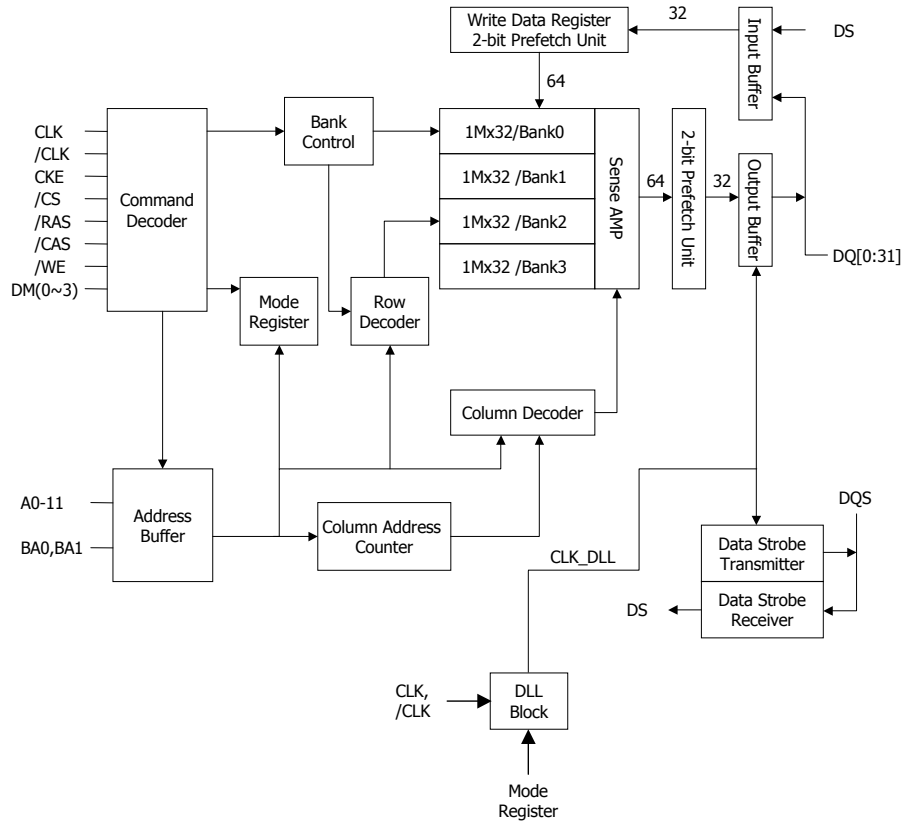 Write Data Register
2-bit Prefetch Unit
32
Input Buffer
DS
64
CLK
/CLK
CKE
/CS
/RAS
/CAS
/WE
DM(0~3)
Command
Decoder
Bank
Control
1Mx32/Bank0
1Mx32 /Bank1
1Mx32 /Bank2
1Mx32 /Bank3
Sense AMP
64
2-bit Prefetch Unit
32
Output Buffer
DQ[0:31]
Mode
Register
Row
Decoder
Column Decoder
A0-11
BA0,BA1
Address
Buffer
Column Address
Counter
CLK_DLL
DQS
Data Strobe
Transmitter
Data Strobe
Receiver
DS
CLK,
/CLK
DLL
Block
Mode
Register